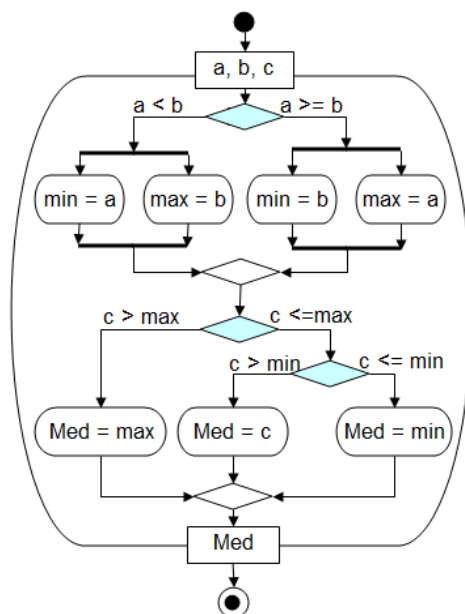 a, b, c
a < b
a >= b
min = a
max = b
min = b
max = a
c > max
c <=max
c > min
c <= min
Med = max
Med = c
Med = min
Med